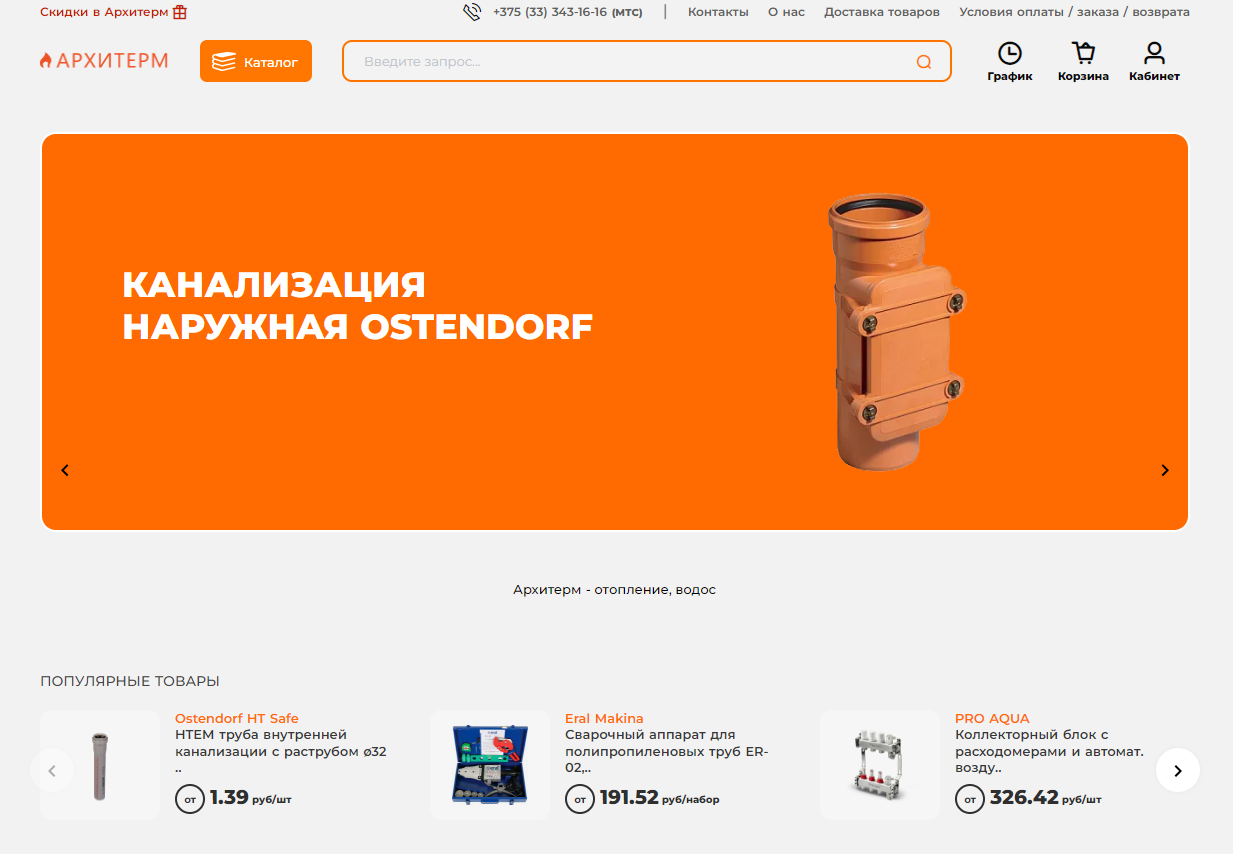 Скидки в Архитерм
+375 (33) 343-16-16 (МТС) | Контакты О нас Доставка товаров Условия оплаты / заказа / возврата
АРХИТЕРМ
Каталог
Введите запрос...
График Корзина Кабинет
КАНАЛИЗАЦИЯ
НАРУЖНАЯ OSTENDORF
Архитерм - отопление, водос
ПОПУЛЯРНЫЕ ТОВАРЫ
Ostendorf HT Safe
HTEM труба внутренней
канализации с раструбом ø32
..
от 1.39 руб/шт
Eral Makina
Сварочный аппарат для
полипропиленовых труб ER-
02,..
от 191.52 руб/набор
PRO AQUA
Коллекторный блок с
расходомерами и автомат.
возду..
от 326.42 руб/шт